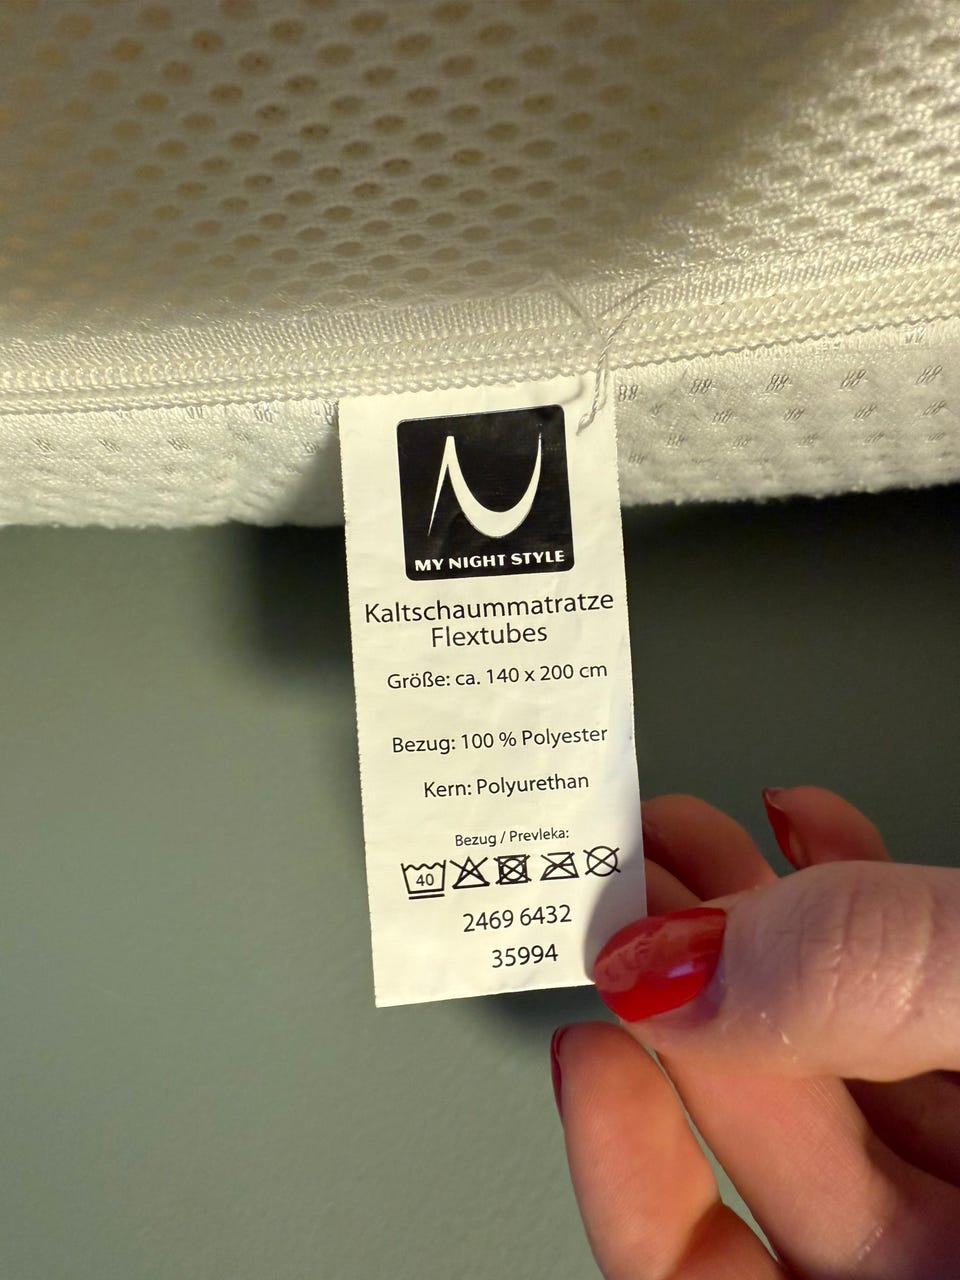 MY NIGHT STYLE
Kaltschaummatratze
Flextubes
Größe: ca. 140 x 200 cm
Bezug: 100 % Polyester
Kern: Polyurethan
Bezug / Prevleka:
40
2469 6432
35994